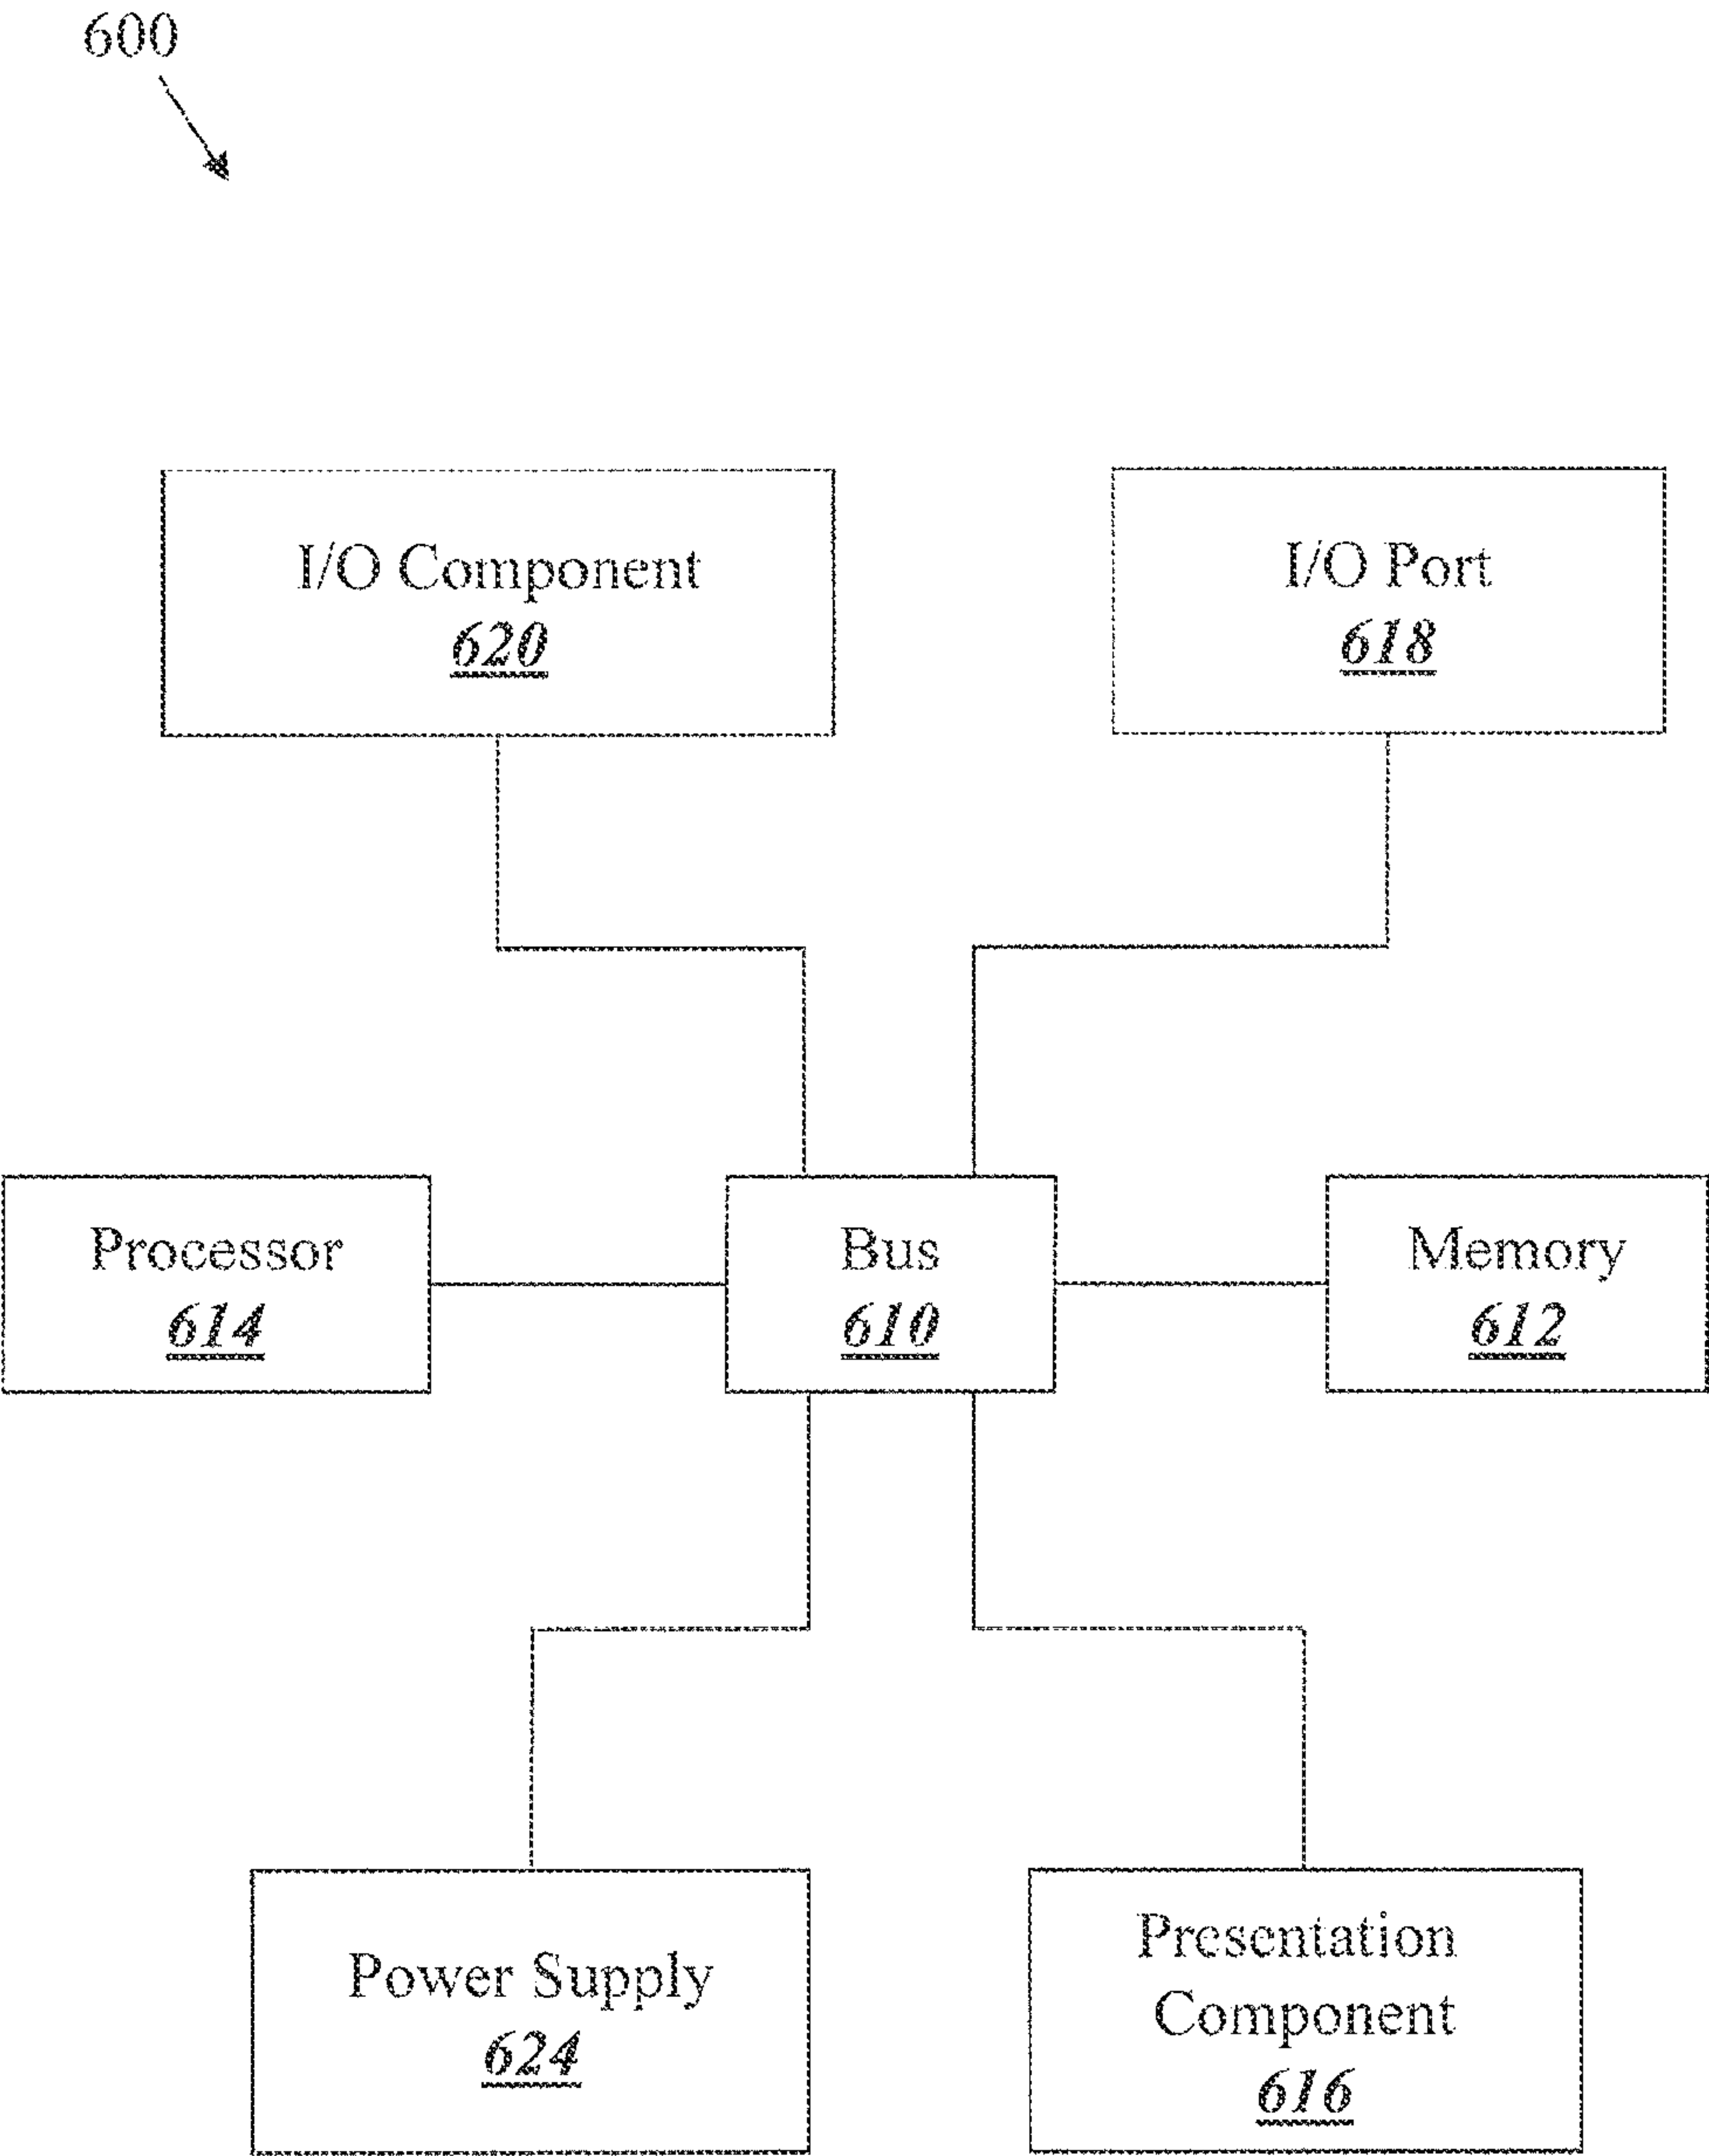 600
I/O Component
620
I/O Port
618
Processor
614
Bus
610
Memory
612
Power Supply
624
Presentation
Component
616